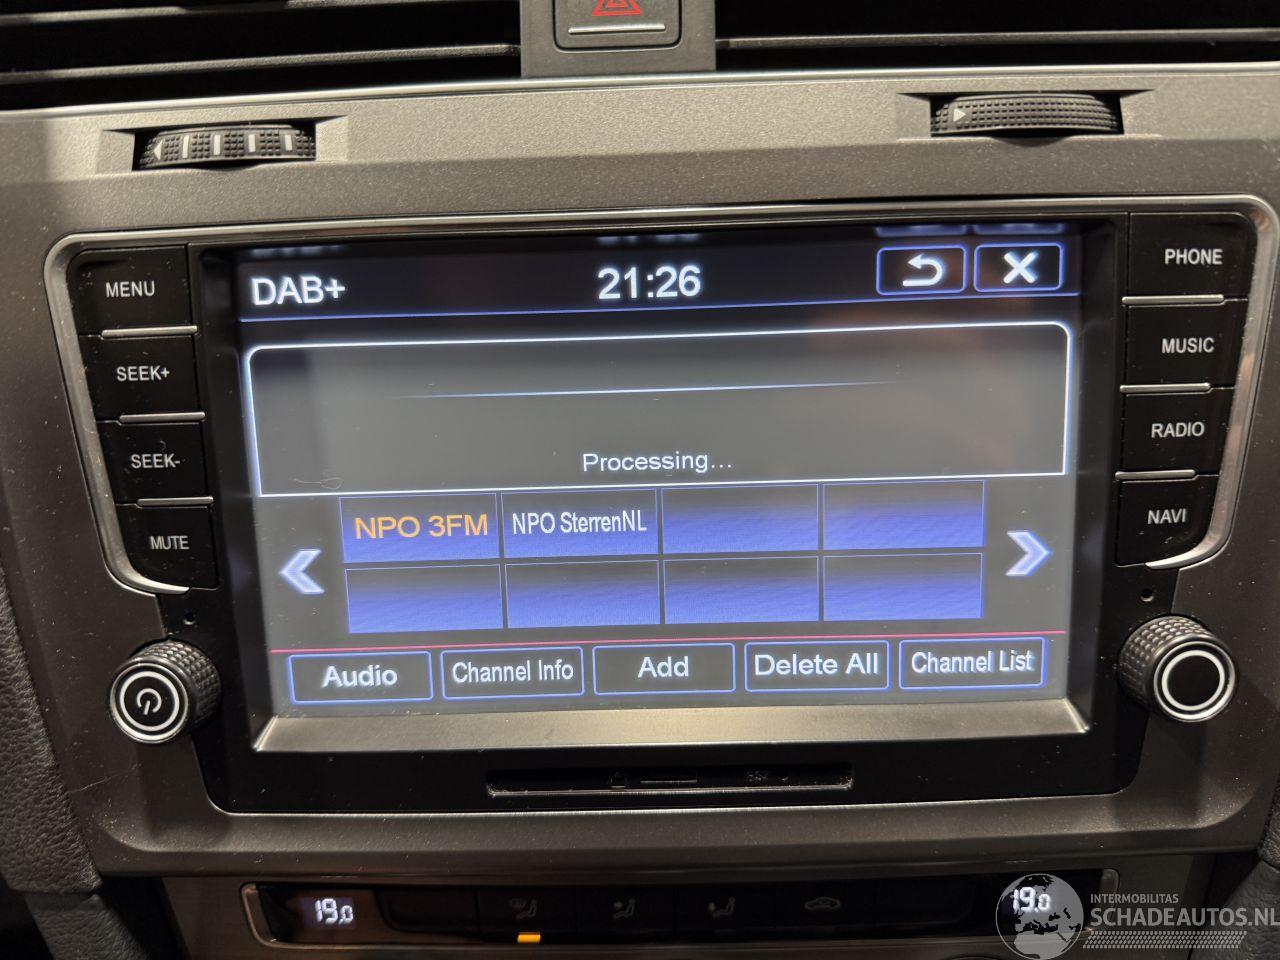 MENU
SEEK+
SEEK-
MUTE
DAB+
21:26
Processing...
NPO 3FM
NPO SterrenNL
Audio
Channel Info
Add
Delete All
Channel List
PHONE
MUSIC
RADIO
NAVI
19.0
19.0
INTERMOBILITAS
SCHADEAUTOS.NL